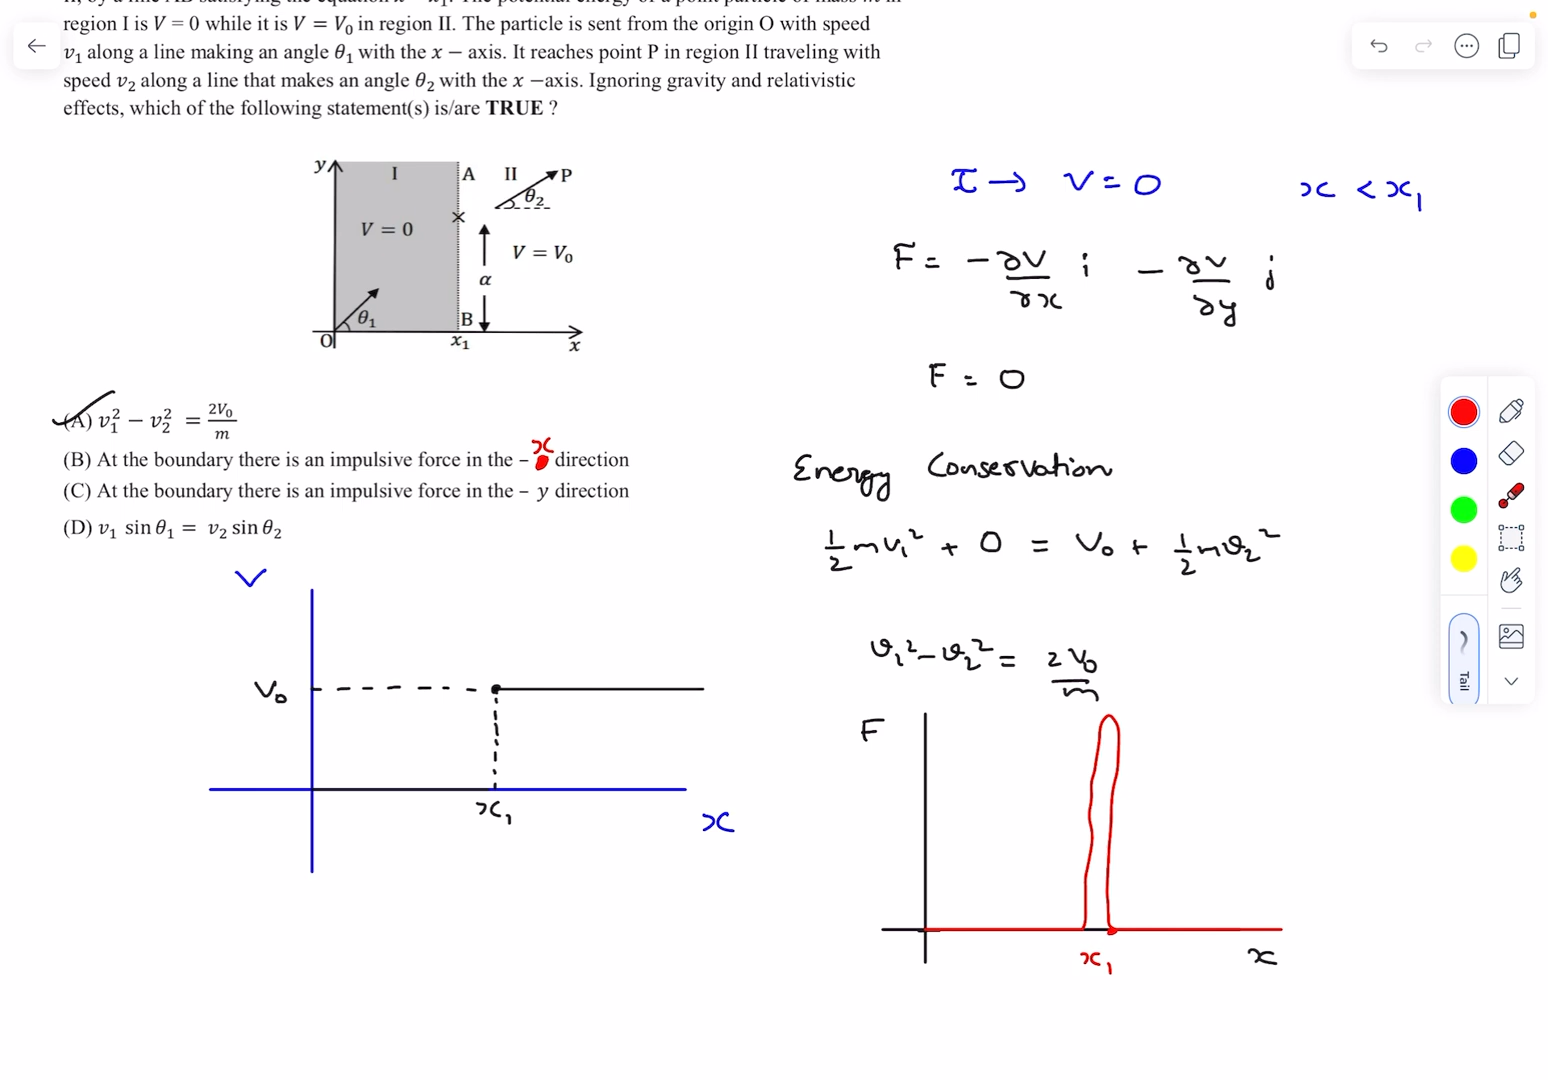 region I is V = 0 while it is V = V₀ in region II. The particle is sent from the origin O with speed
v₁ along a line making an angle θ₁ with the x − axis. It reaches point P in region II traveling with
speed v₂ along a line that makes an angle θ₂ with the x −axis. Ignoring gravity and relativistic
effects, which of the following statement(s) is/are TRUE ?
y I A II P
θ₂
V = 0
V = V₀
α
θ₁ B
O x₁ x
(A) v₁² − v₂² = 2V₀/m
(B) At the boundary there is an impulsive force in the − x direction
(C) At the boundary there is an impulsive force in the − y direction
(D) v₁ sin θ₁ = v₂ sin θ₂
V
V₀
x₁
x
I → V = 0 x < x₁
F = −∂V/∂x i − ∂V/∂y j
F = 0
Energy Conservation
1/2 mv₁² + 0 = V₀ + 1/2 mv₂²
v₁² − v₂² = 2V₀/m
F
x₁ x
Tail